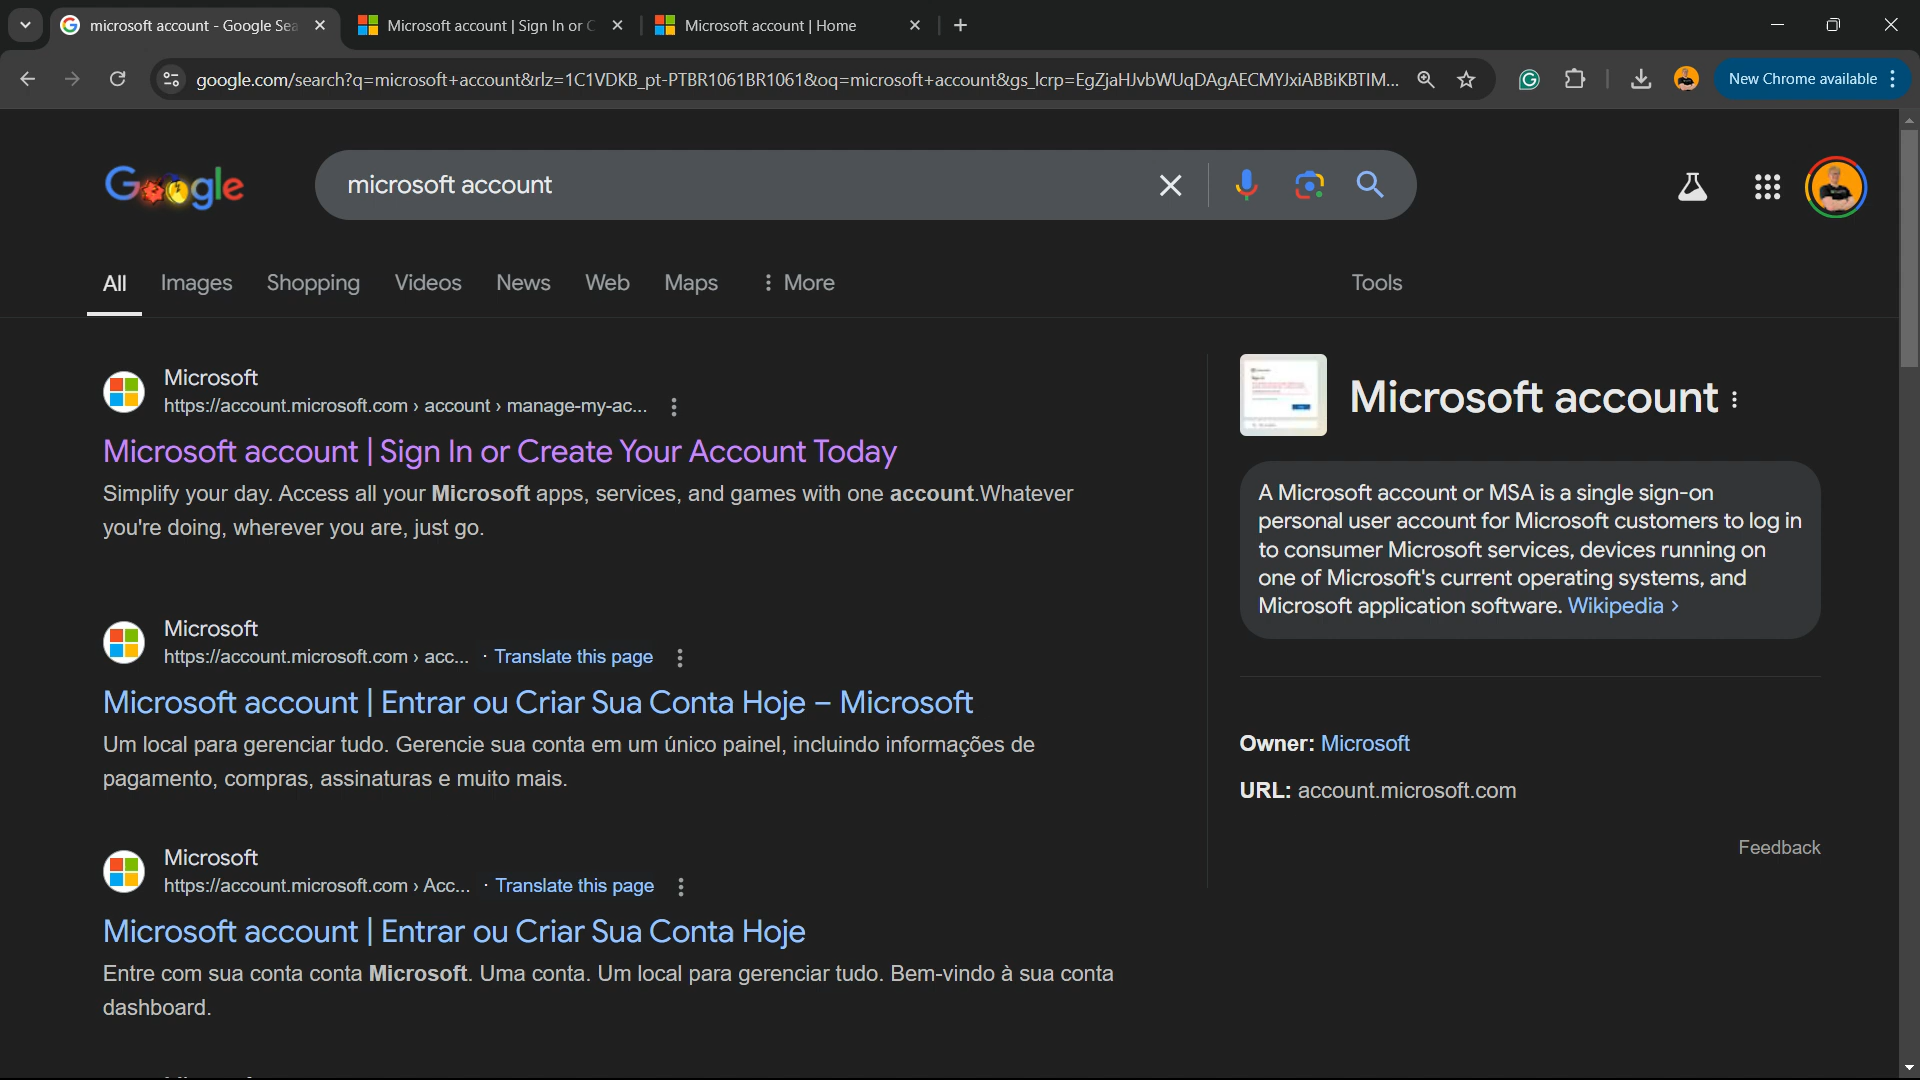 microsoft account - Google Sea
Microsoft account | Sign In or C
Microsoft account | Home
google.com/search?q=microsoft+account&rlz=1C1VDKB_pt-PTBR1061BR1061&oq=microsoft+account&gs_lcrp=EgZjaHJvbWUqDAgAECMYJxiABBiKBTIM...
New Chrome available
Google
microsoft account
All
Images
Shopping
Videos
News
Web
Maps
More
Tools
Microsoft
https://account.microsoft.com › account › manage-my-ac...
Microsoft account | Sign In or Create Your Account Today
Simplify your day. Access all your Microsoft apps, services, and games with one account.Whatever
you're doing, wherever you are, just go.
Microsoft
https://account.microsoft.com › acc... · Translate this page
Microsoft account | Entrar ou Criar Sua Conta Hoje – Microsoft
Um local para gerenciar tudo. Gerencie sua conta em um único painel, incluindo informações de
pagamento, compras, assinaturas e muito mais.
Microsoft
https://account.microsoft.com › Acc... · Translate this page
Microsoft account | Entrar ou Criar Sua Conta Hoje
Entre com sua conta conta Microsoft. Uma conta. Um local para gerenciar tudo. Bem-vindo à sua conta
dashboard.
Microsoft account
A Microsoft account or MSA is a single sign-on
personal user account for Microsoft customers to log in
to consumer Microsoft services, devices running on
one of Microsoft's current operating systems, and
Microsoft application software. Wikipedia ›
Owner: Microsoft
URL: account.microsoft.com
Feedback